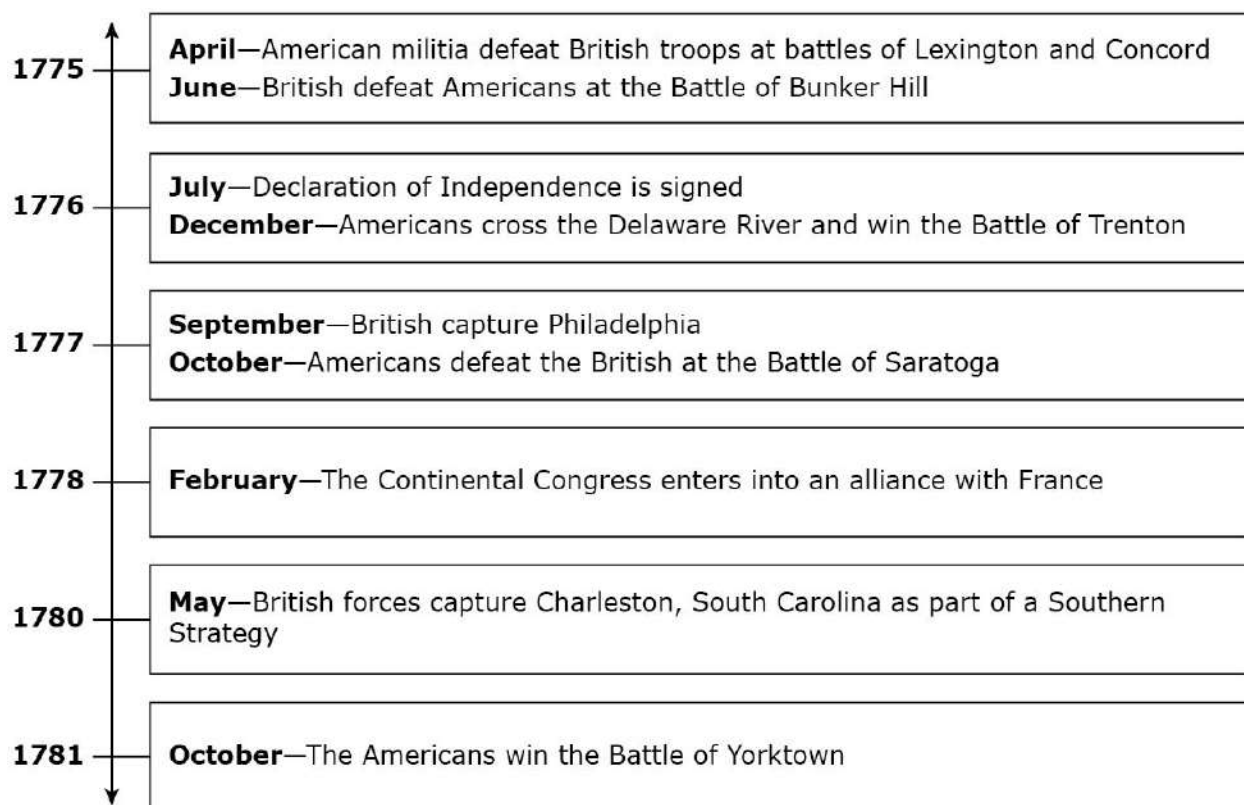 1775
April—American militia defeat British troops at battles of Lexington and Concord
June—British defeat Americans at the Battle of Bunker Hill
1776
July—Declaration of Independence is signed
December—Americans cross the Delaware River and win the Battle of Trenton
1777
September—British capture Philadelphia
October—Americans defeat the British at the Battle of Saratoga
1778
February—The Continental Congress enters into an alliance with France
1780
May—British forces capture Charleston, South Carolina as part of a Southern
Strategy
1781
October—The Americans win the Battle of Yorktown